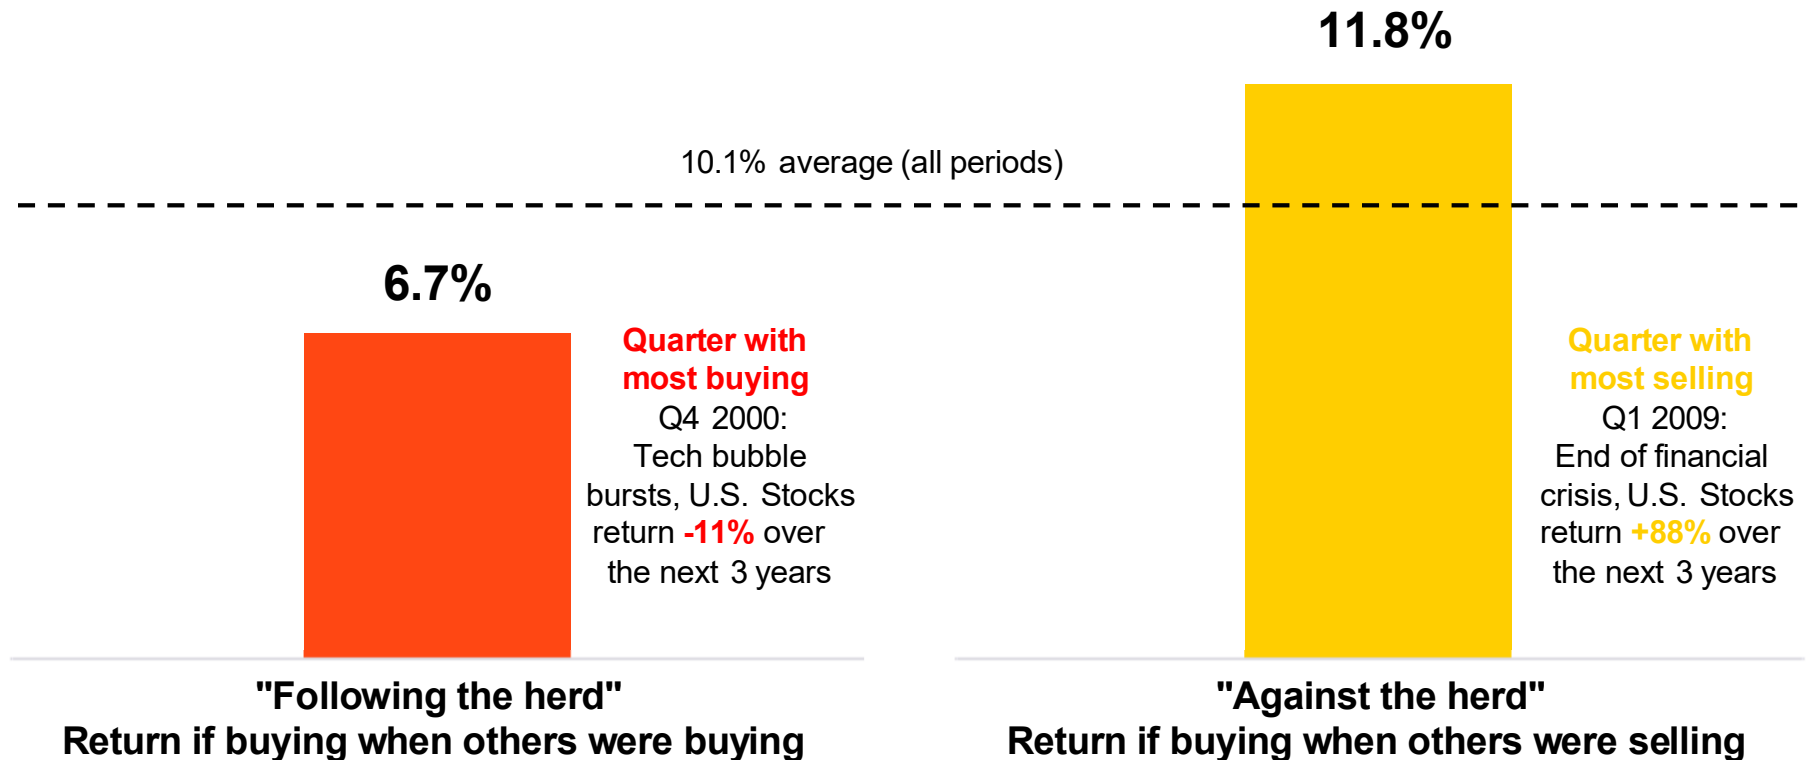 11.8%
10.1% average (all periods)
6.7%
Quarter with
most buying
Q4 2000:
Tech bubble
bursts, U.S. Stocks
return -11% over
the next 3 years
Quarter with
most selling
Q1 2009:
End of financial
crisis, U.S. Stocks
return +88% over
the next 3 years
"Following the herd"
Return if buying when others were buying
"Against the herd"
Return if buying when others were selling